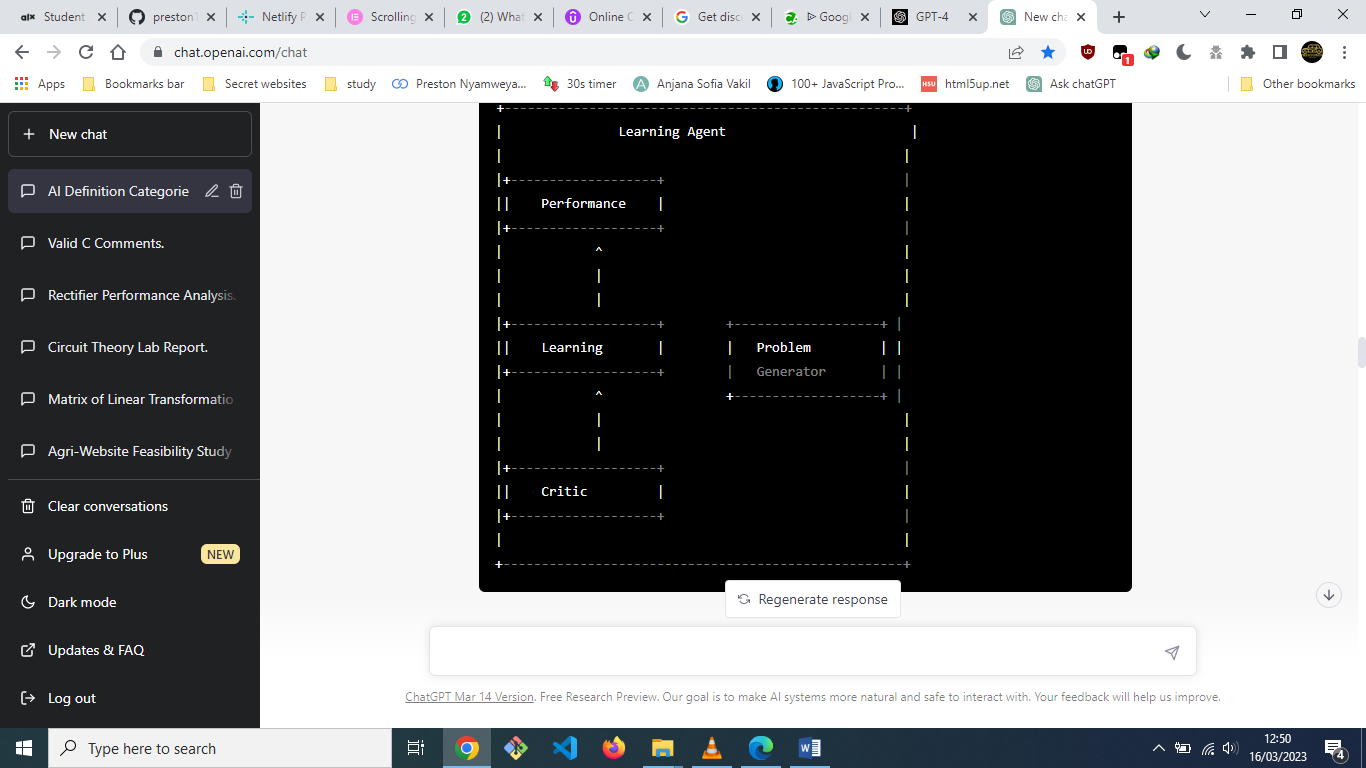 alx Student
preston1
Netlify P
Scrolling
(2) What
Online C
Get disc
Goog
GPT-4
New cha
chat.openai.com/chat
1
Apps
Bookmarks bar
Secret websites
study
Preston Nyamweya...
30s timer
Anjana Sofia Vakil
100+ JavaScript Pro...
HSU html5up.net
Ask chatGPT
Other bookmarks
New chat
AI Definition Categorie
Valid C Comments.
Rectifier Performance Analysis.
Circuit Theory Lab Report.
Matrix of Linear Transformatio
Agri-Website Feasibility Study
Clear conversations
Upgrade to Plus NEW
Dark mode
Updates & FAQ
Log out
Learning Agent
Performance
^
Learning
Problem
Generator
^
Critic
Regenerate response
ChatGPT Mar 14 Version. Free Research Preview. Our goal is to make AI systems more natural and safe to interact with. Your feedback will help us improve.
Type here to search
12:50
16/03/2023
4